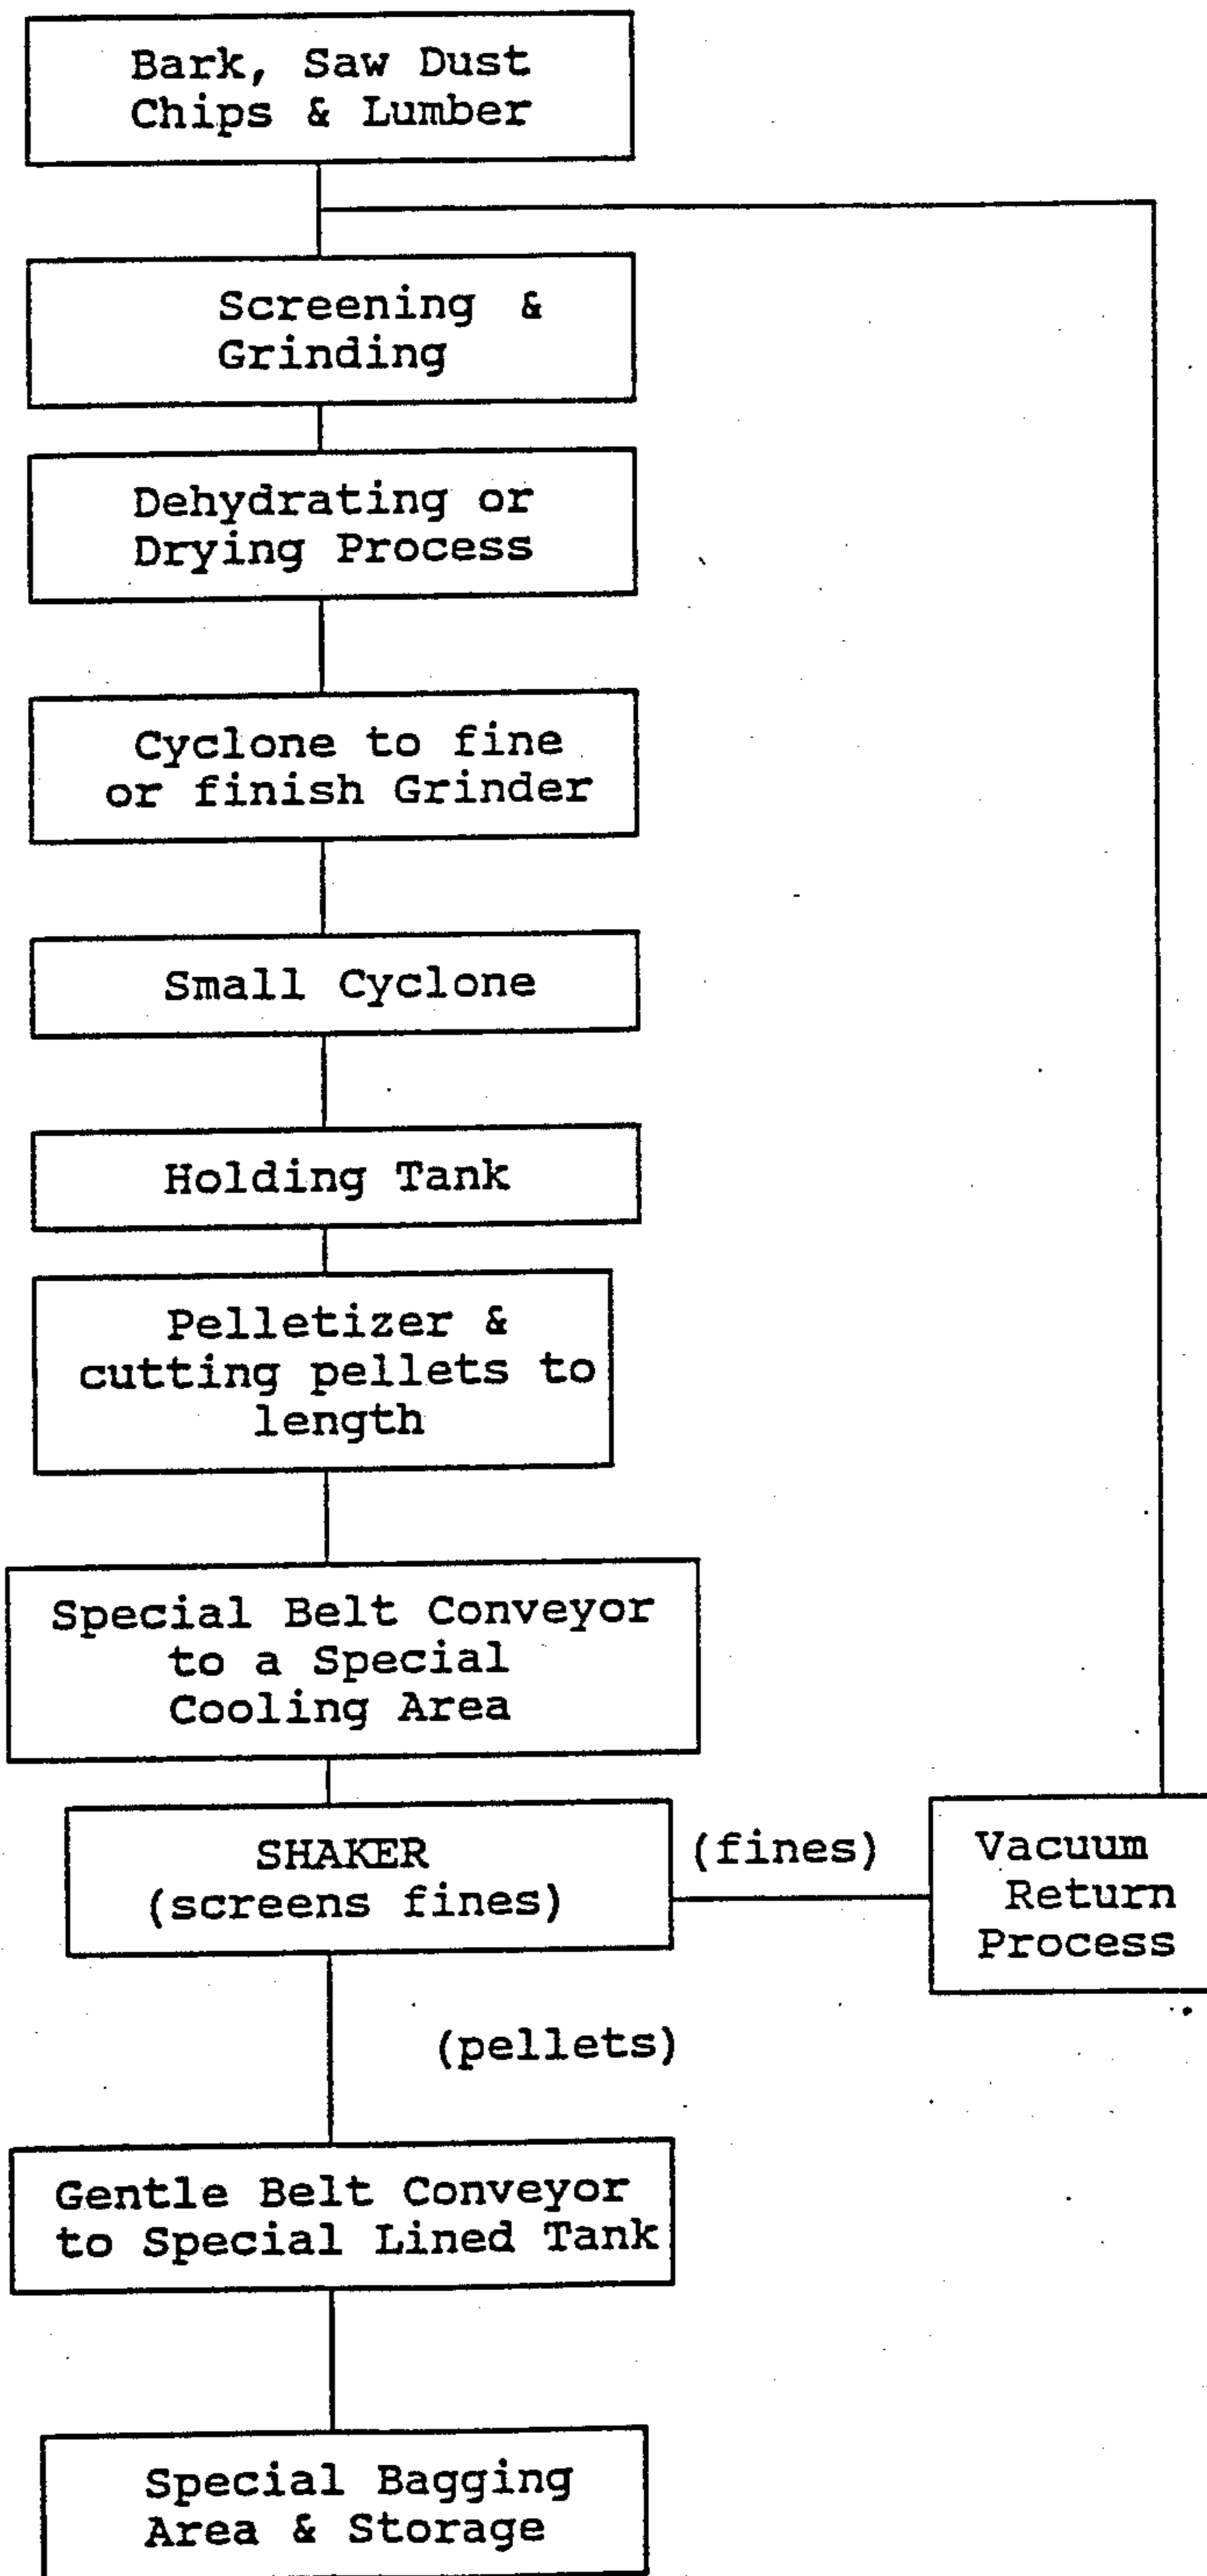 Bark, Saw Dust
Chips & Lumber
Screening &
Grinding
Dehydrating or
Drying Process
Cyclone to fine
or finish Grinder
Small Cyclone
Holding Tank
Pelletizer &
cutting pellets to
length
Special Belt Conveyor
to a Special
Cooling Area
SHAKER
(screens fines)
(fines)
Vacuum
Return
Process
(pellets)
Gentle Belt Conveyor
to Special Lined Tank
Special Bagging
Area & Storage